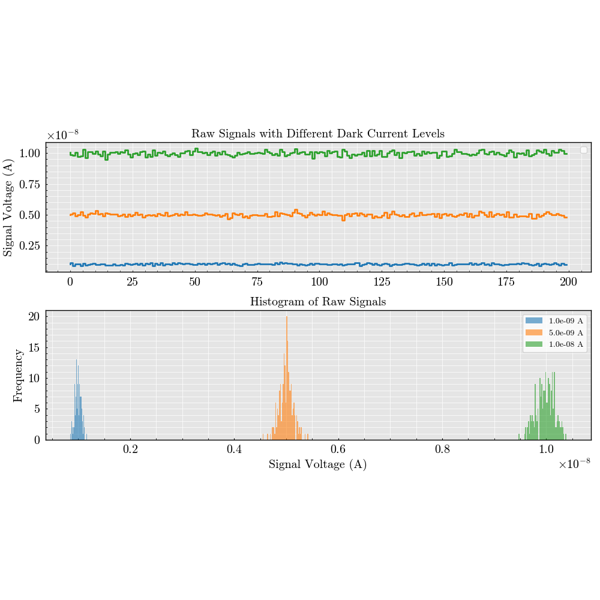 Raw Signals with Different Dark Current Levels
×10⁻⁸
1.00
0.75
0.50
0.25
Signal Voltage (A)
0 25 50 75 100 125 150 175 200
Histogram of Raw Signals
20
15
10
5
0
Frequency
1.0e-09 A
5.0e-09 A
1.0e-08 A
0.2 0.4 0.6 0.8 1.0
Signal Voltage (A)
×10⁻⁸